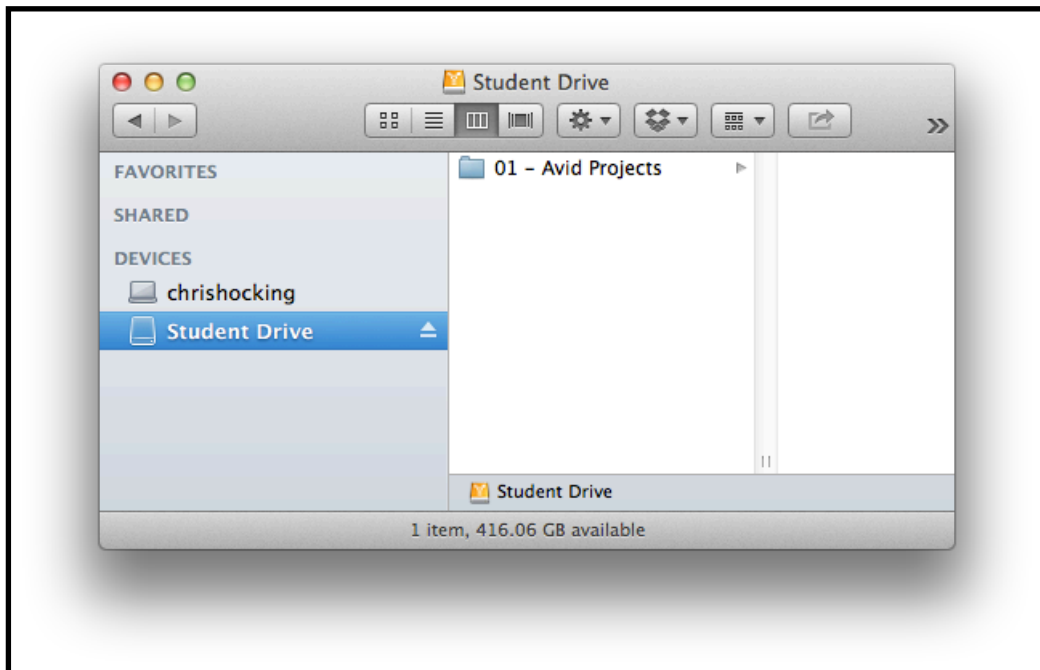 Student Drive
FAVORITES
SHARED
DEVICES
chrishocking
Student Drive
01 – Avid Projects
Student Drive
1 item, 416.06 GB available